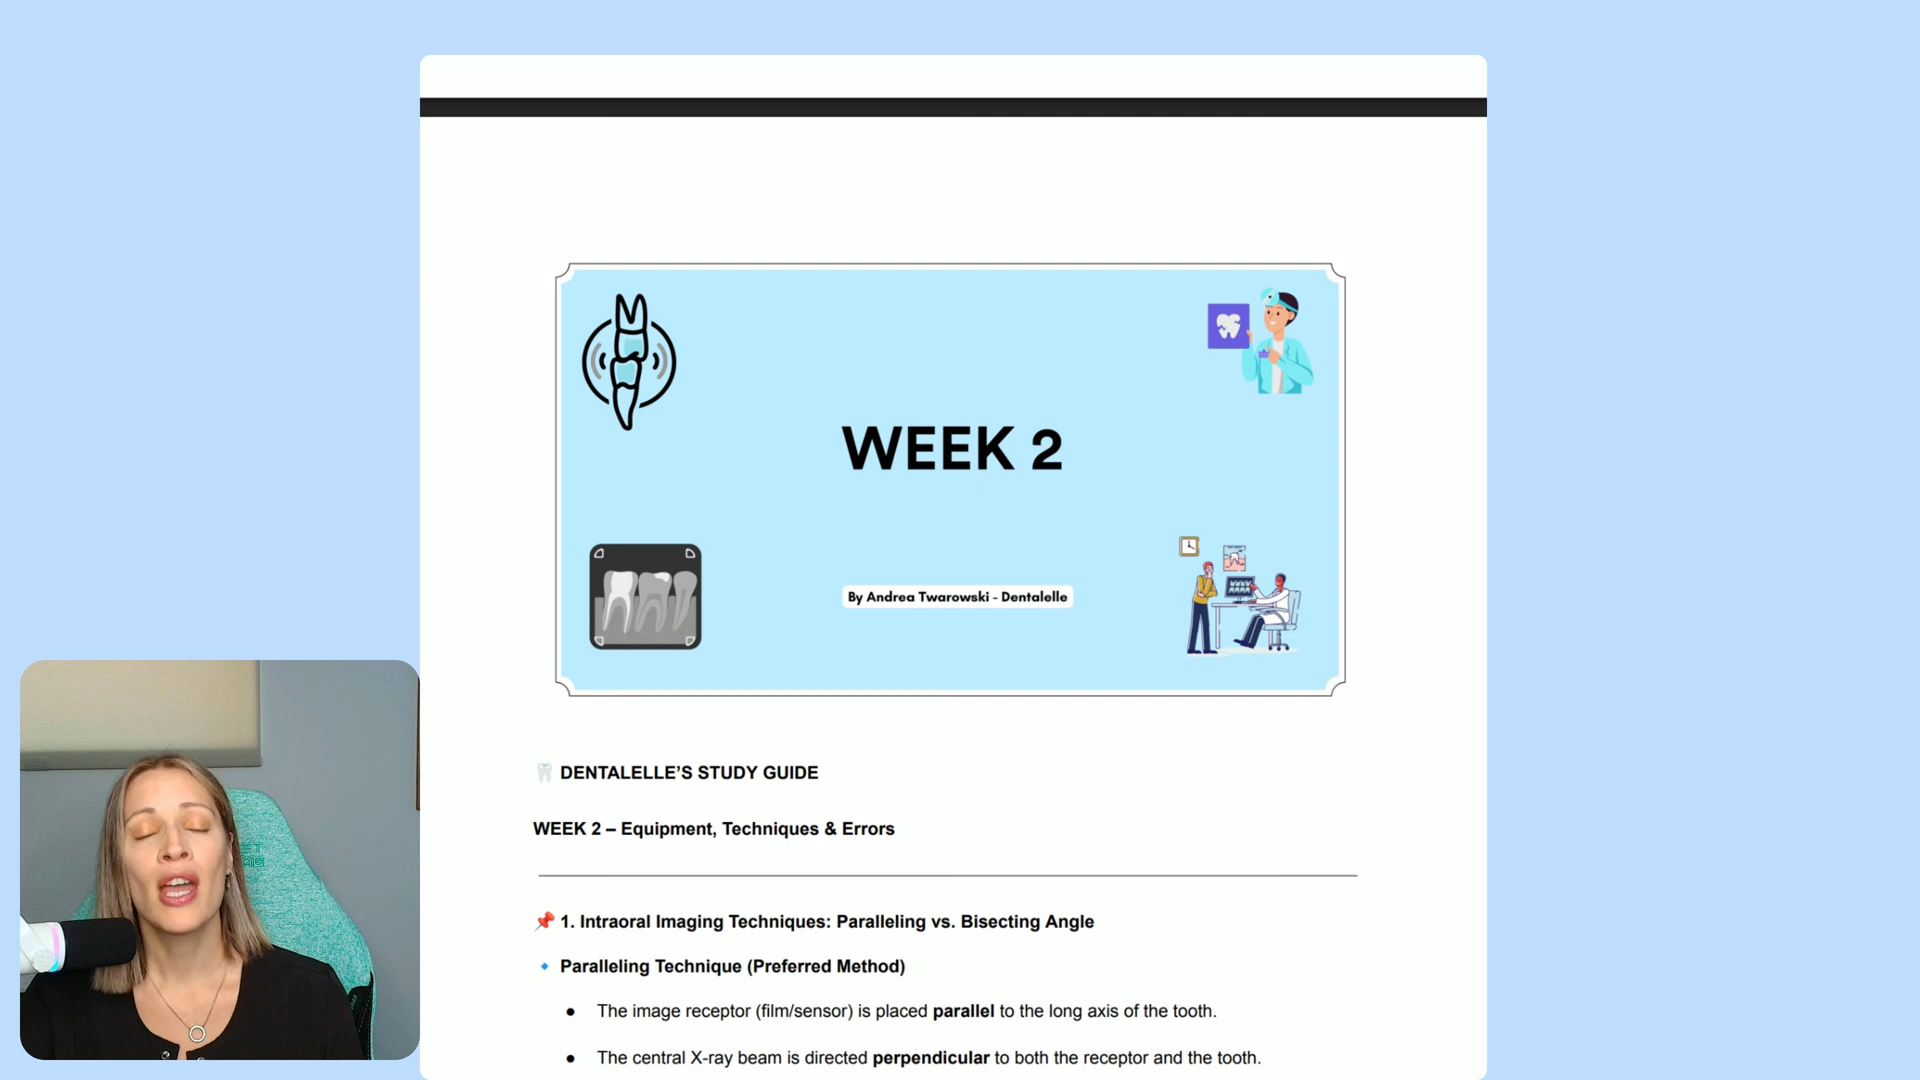 WEEK 2
By Andrea Twarowski - Dentalelle
🦷 DENTALELLE’S STUDY GUIDE
WEEK 2 – Equipment, Techniques & Errors
📌 1. Intraoral Imaging Techniques: Paralleling vs. Bisecting Angle
🔹 Paralleling Technique (Preferred Method)
● The image receptor (film/sensor) is placed parallel to the long axis of the tooth.
● The central X-ray beam is directed perpendicular to both the receptor and the tooth.